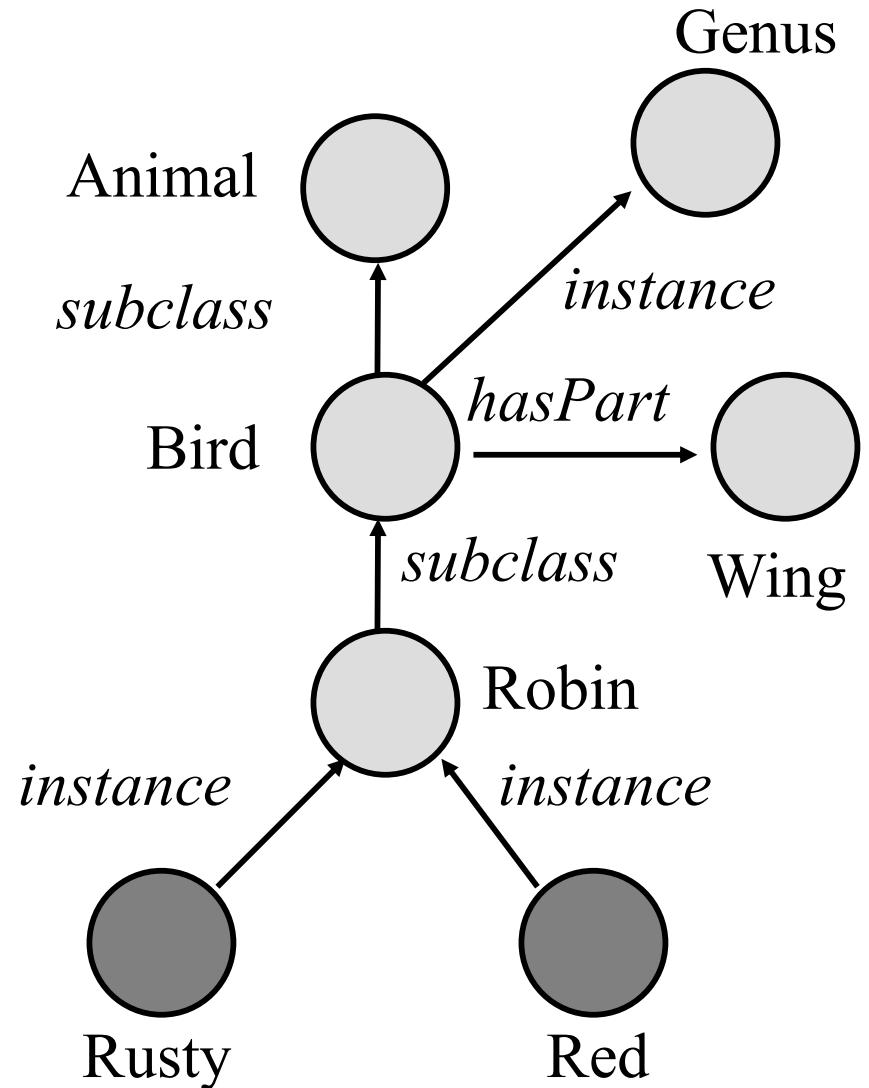 Genus
Animal
subclass
instance
hasPart
Bird
subclass
Wing
Robin
instance
instance
Rusty
Red